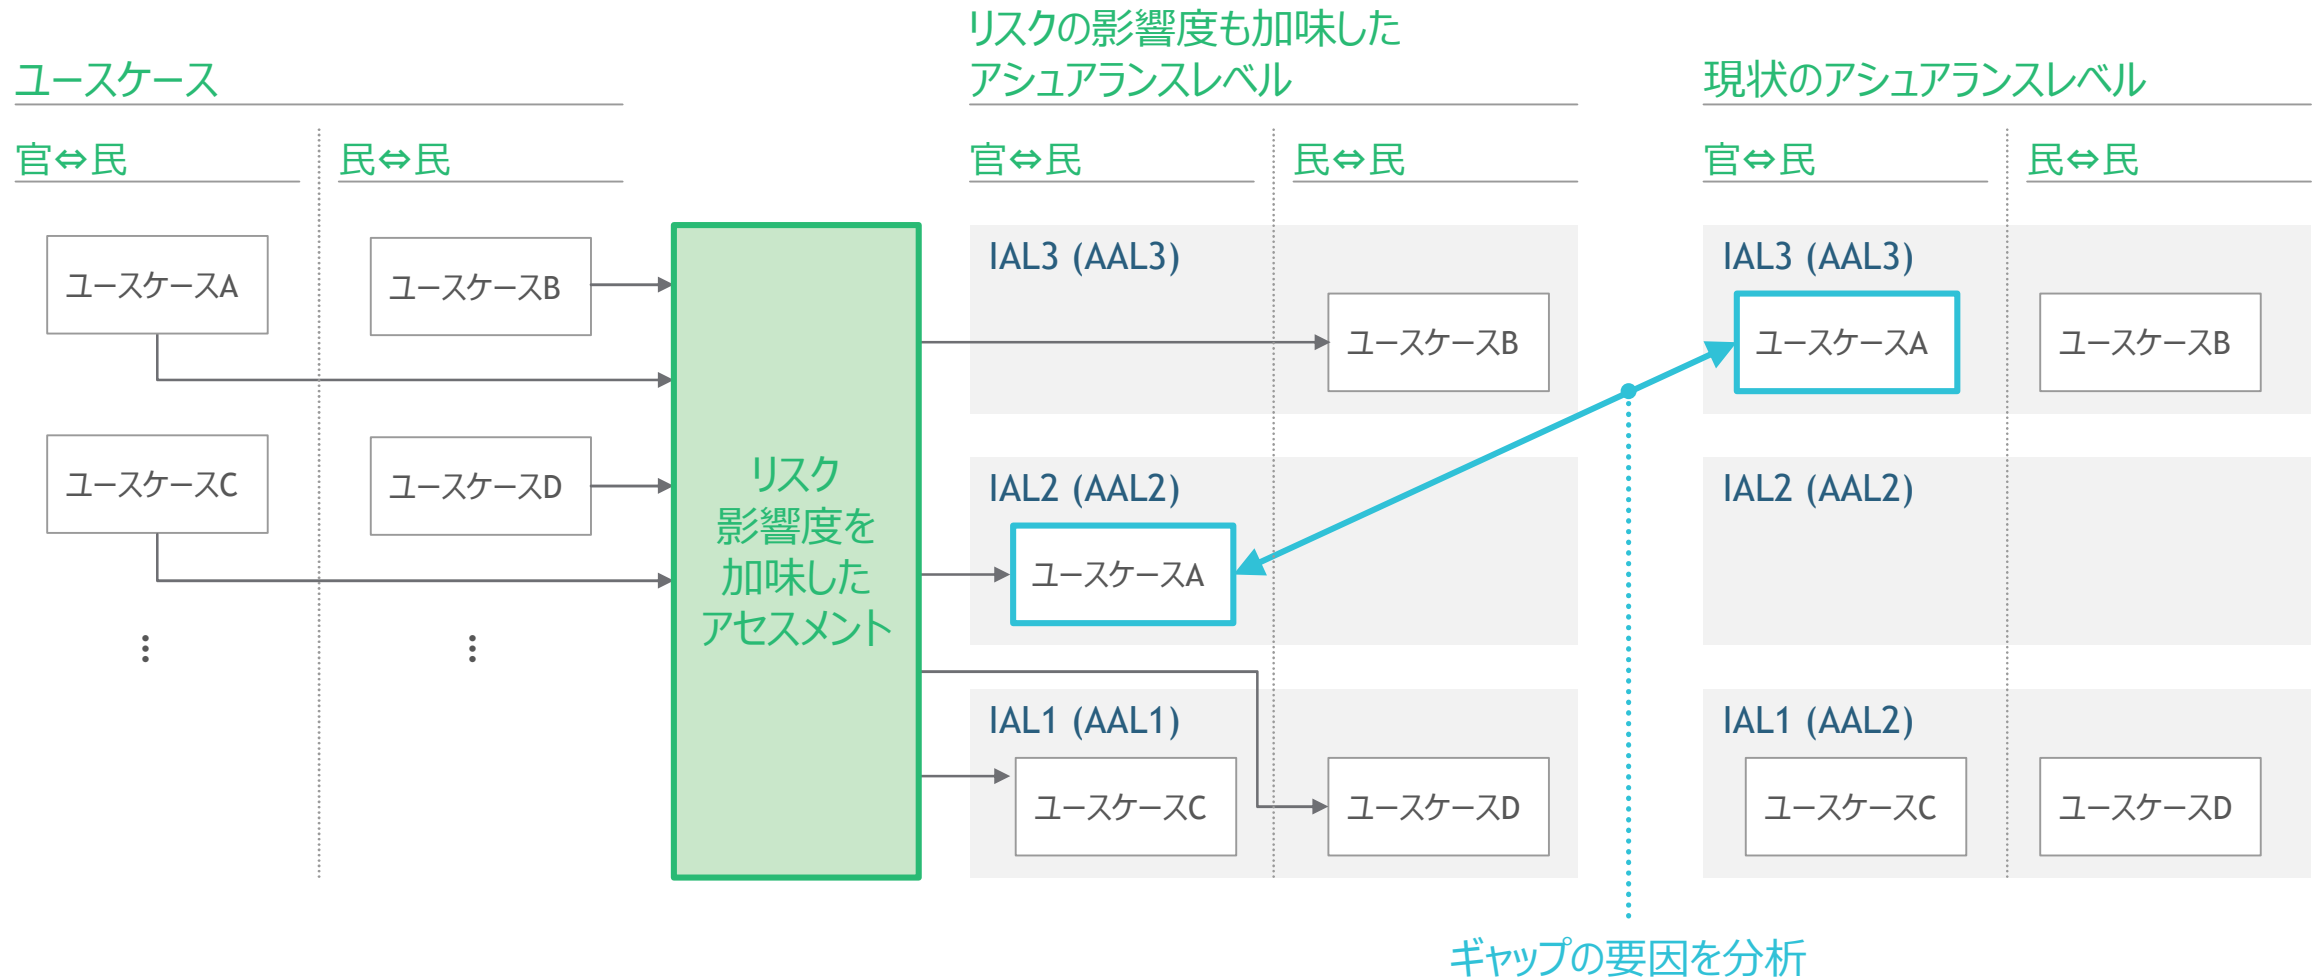 ユースケース
官⇔民
民⇔民
ユースケースA
ユースケースB
ユースケースC
ユースケースD
⋮
⋮
リスク
影響度を
加味した
アセスメント
リスクの影響度も加味した
アシュアランスレベル
官⇔民
民⇔民
IAL3 (AAL3)
ユースケースB
IAL2 (AAL2)
ユースケースA
IAL1 (AAL1)
ユースケースC
ユースケースD
現状のアシュアランスレベル
官⇔民
民⇔民
IAL3 (AAL3)
ユースケースA
ユースケースB
IAL2 (AAL2)
IAL1 (AAL2)
ユースケースC
ユースケースD
ギャップの要因を分析